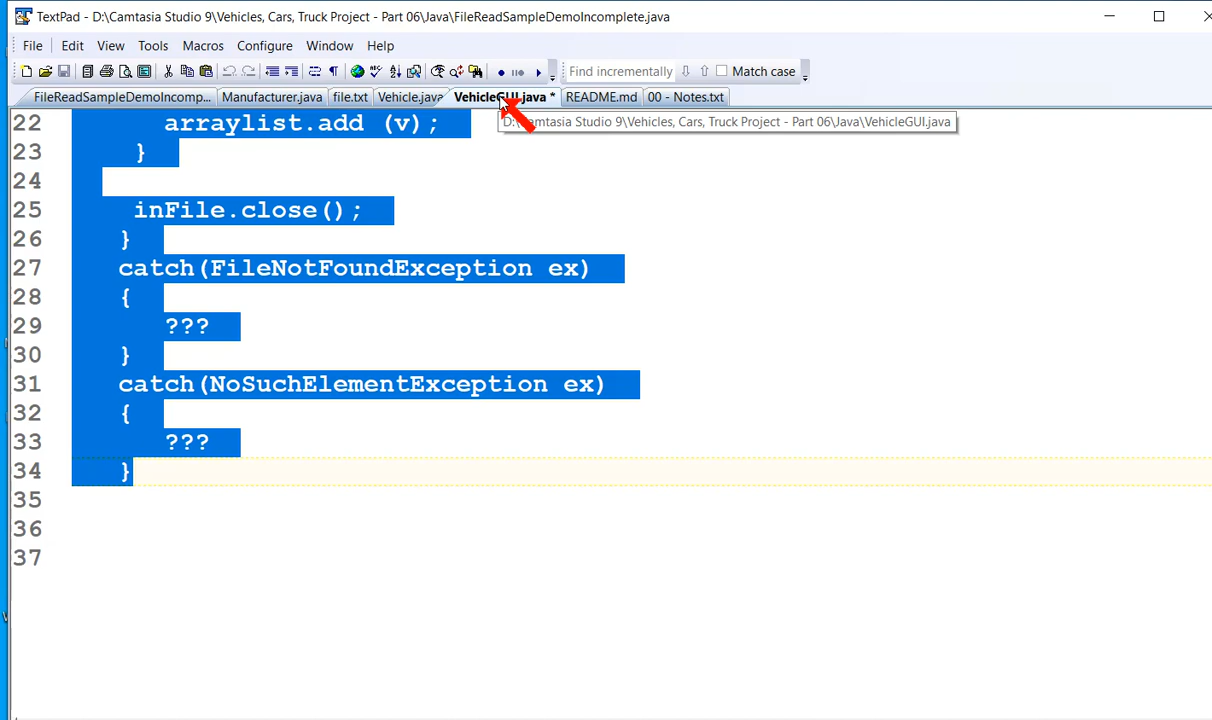 TextPad - D:\Camtasia Studio 9\Vehicles, Cars, Truck Project - Part 06\Java\FileReadSampleDemoIncomplete.java
File Edit View Tools Macros Configure Window Help
Find incrementally Match case
FileReadSampleDemoIncomp... Manufacturer.java file.txt Vehicle.java VehicleGUI.java * README.md 00 - Notes.txt
Studio 9\Vehicles, Cars, Truck Project - Part 06\Java\VehicleGUI.java
22 arraylist.add (v);
23 }
24
25 inFile.close();
26 }
27 catch(FileNotFoundException ex)
28 {
29 ???
30 }
31 catch(NoSuchElementException ex)
32 {
33 ???
34 }
35
36
37